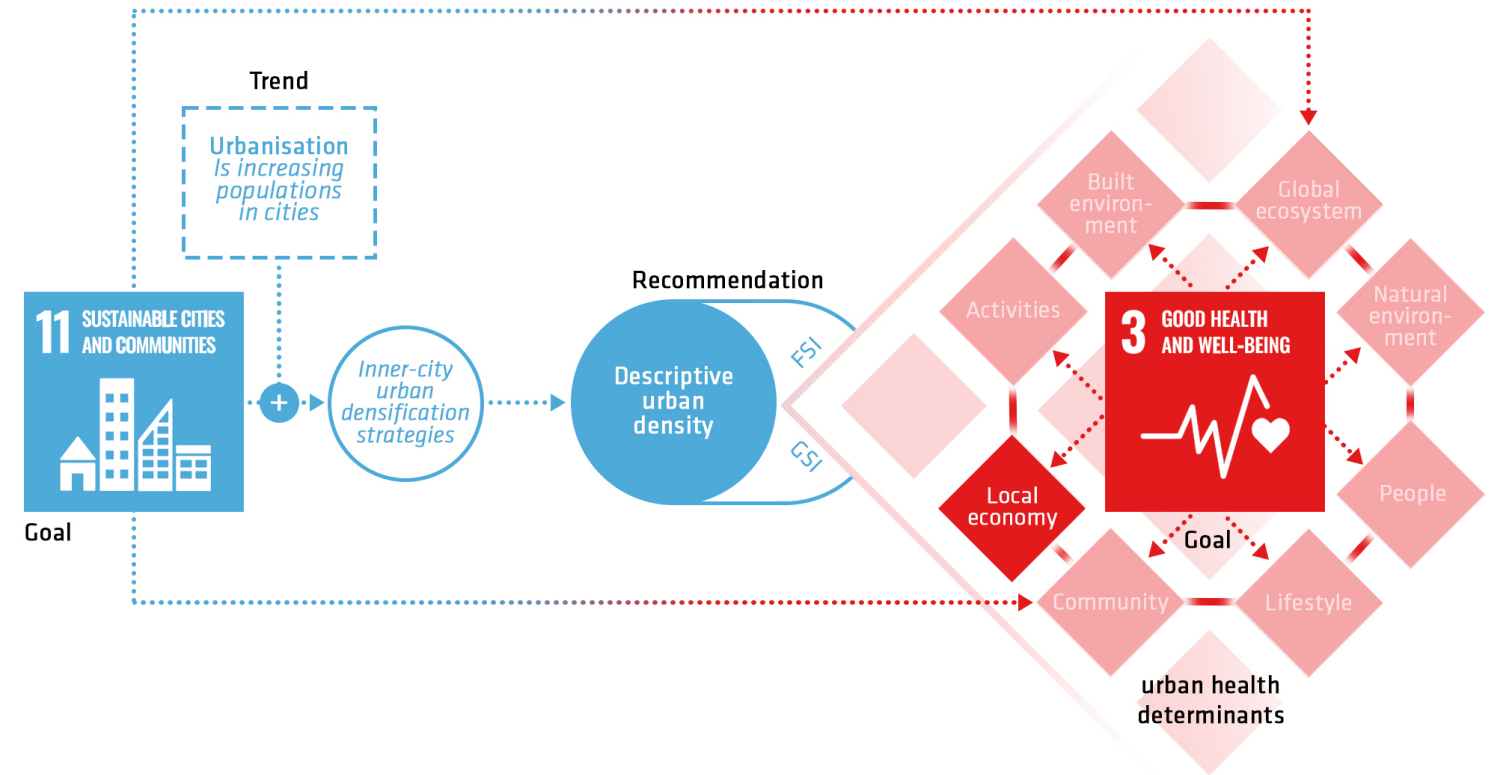 Trend
Urbanisation
Is increasing
populations
in cities
11 SUSTAINABLE CITIES
AND COMMUNITIES
Goal
+
Inner-city
urban
densification
strategies
Recommendation
Descriptive
urban
density
FSI
GSI
Built
environ-
ment
Global
ecosystem
Activities
Natural
environ-
ment
3 GOOD HEALTH
AND WELL-BEING
Local
economy
People
Goal
Community
Lifestyle
urban health
determinants